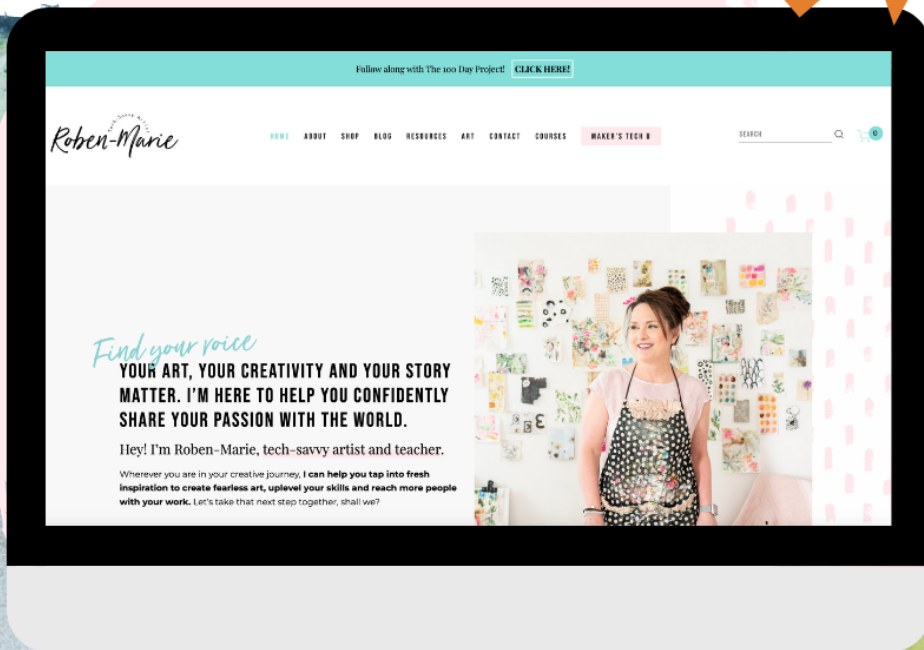 Follow along with The 100 Day Project! CLICK HERE!
Tech-Savvy Artist
Roben-Marie
HOME ABOUT SHOP BLOG RESOURCES ART CONTACT COURSES MAKER'S TECH B
SEARCH
0
Find your voice
YOUR ART, YOUR CREATIVITY AND YOUR STORY
MATTER. I'M HERE TO HELP YOU CONFIDENTLY
SHARE YOUR PASSION WITH THE WORLD.
Hey! I'm Roben-Marie, tech-savvy artist and teacher.
Wherever you are in your creative journey, I can help you tap into fresh
inspiration to create fearless art, uplevel your skills and reach more people
with your work. Let's take that next step together, shall we?